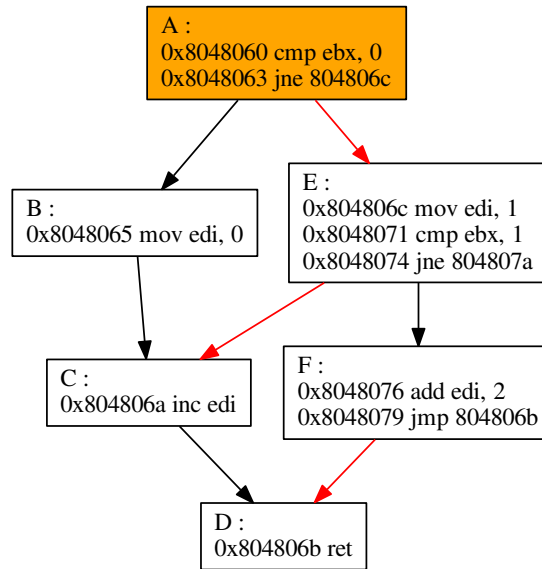 A :
0x8048060 cmp ebx, 0
0x8048063 jne 804806c
B :
0x8048065 mov edi, 0
E :
0x804806c mov edi, 1
0x8048071 cmp ebx, 1
0x8048074 jne 804807a
C :
0x804806a inc edi
F :
0x8048076 add edi, 2
0x8048079 jmp 804806b
D :
0x804806b ret